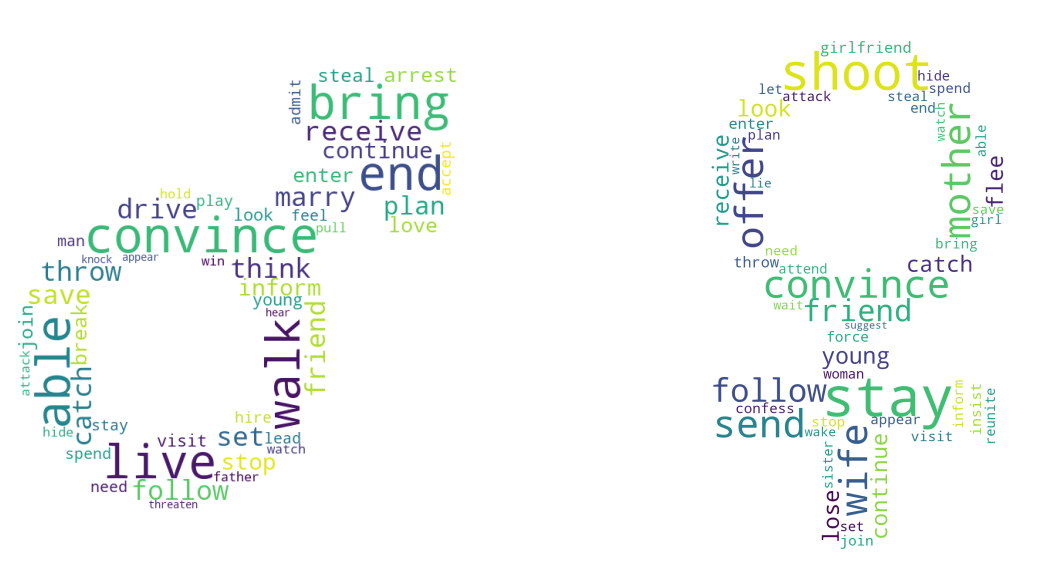 steal arrest
admit
bring
receive
continue
accept
enter
end
marry
plan
love
hold
play
drive
look feel
pull
man
convince
knock appear
win
think
throw
inform
save
young
hear
join
able
break
attack
catch
hide
walk
friend
stay
spend
hire
set lead
watch
visit
live
stop
father
need
follow
threaten
girlfriend
shoot
hide
let
attack
steal
spend
look
end
enter
plan
watch
able
receive
write
offer
lie
mother
flee
save
girl
need
bring
throw
attend
catch
convince
wait
friend
suggest
force
young
woman
follow
stay
confess
inform
insist
reunite
send
stop
wake
appear
visit
sister
wife
continue
lose
set
join